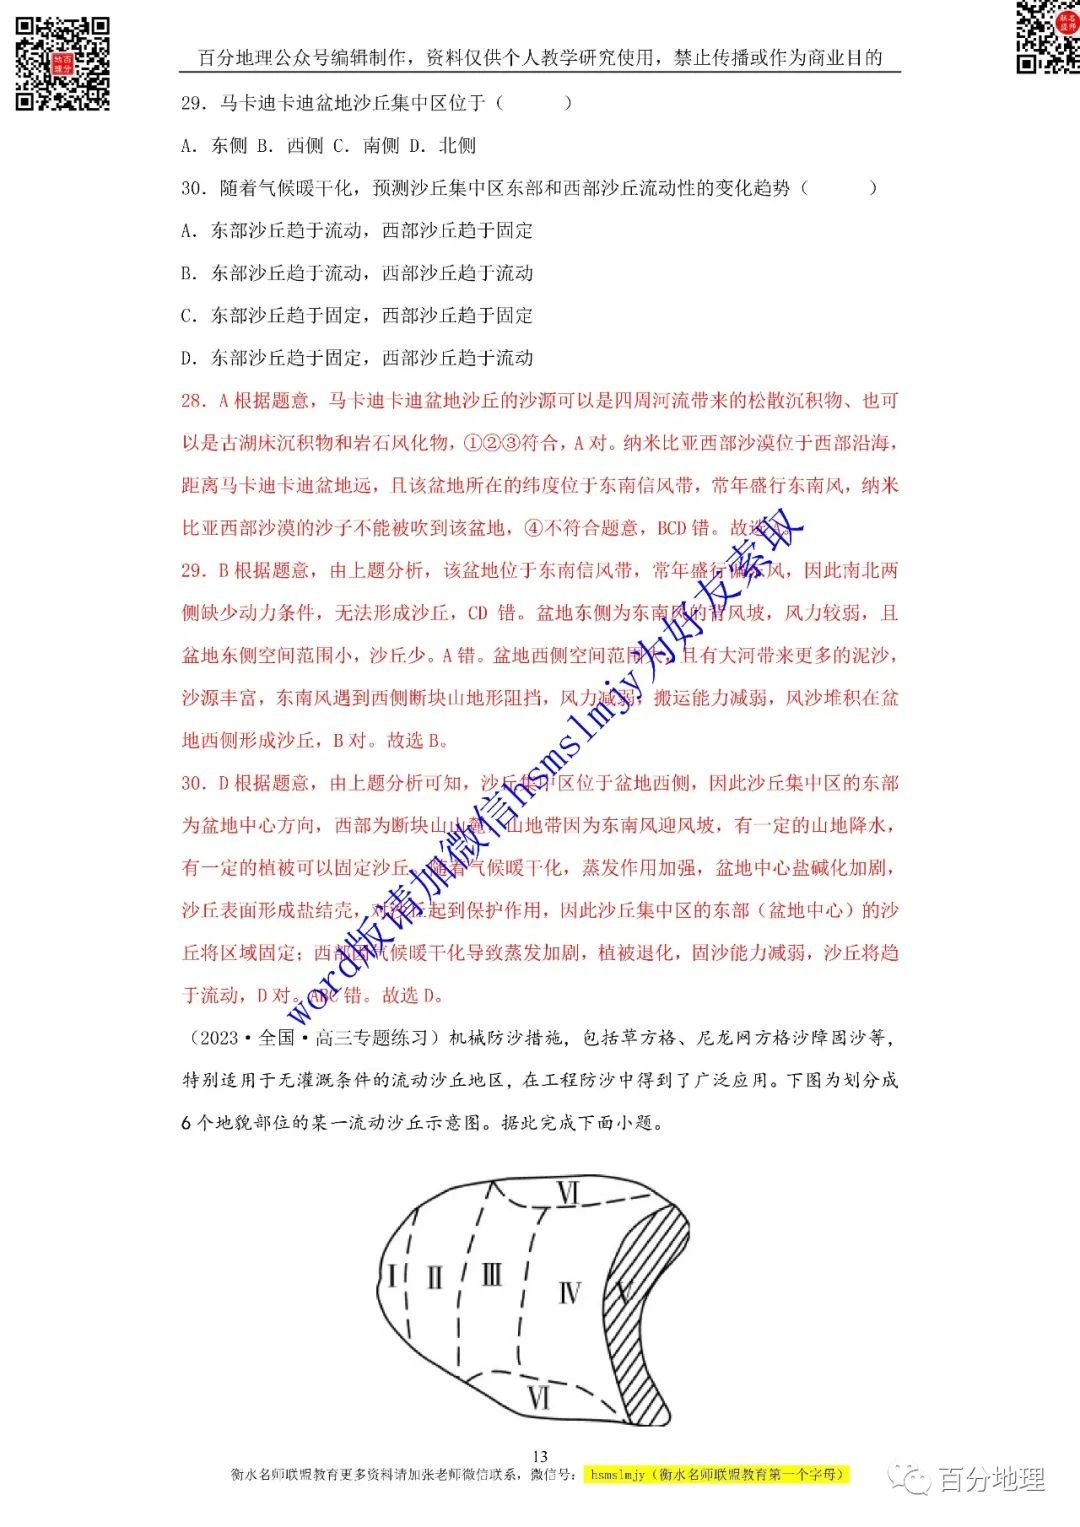 百分地理公众号编辑制作，资料仅供个人教学研究使用，禁止传播或作为商业目的
29．马卡迪卡迪盆地沙丘集中区位于（　　）
A．东侧 B．西侧 C．南侧 D．北侧
30．随着气候暖干化，预测沙丘集中区东部和西部沙丘流动性的变化趋势（　　）
A．东部沙丘趋于流动，西部沙丘趋于固定
B．东部沙丘趋于流动，西部沙丘趋于流动
C．东部沙丘趋于固定，西部沙丘趋于固定
D．东部沙丘趋于固定，西部沙丘趋于流动
28．A 根据题意，马卡迪卡迪盆地沙丘的沙源可以是四周河流带来的松散沉积物、也可
以是古湖床沉积物和岩石风化物，①②③符合，A 对。纳米比亚西部沙漠位于西部沿海，
距离马卡迪卡迪盆地远，且该盆地所在的纬度位于东南信风带，常年盛行东南风，纳米
比亚西部沙漠的沙子不能被吹到该盆地，④不符合题意，BCD 错。故选A。
29．B 根据题意，由上题分析，该盆地位于东南信风带，常年盛行偏东风，因此南北两
侧缺少动力条件，无法形成沙丘，CD 错。盆地东侧为东南风的背风坡，风力较弱，且
盆地东侧空间范围小，沙丘少。A 错。盆地西侧空间范围大，且有大河带来更多的泥沙，
沙源丰富，东南风遇到西侧断块山地形阻挡，风力减弱，搬运能力减弱，风沙堆积在盆
地西侧形成沙丘，B 对。故选 B。
30．D 根据题意，由上题分析可知，沙丘集中区位于盆地西侧，因此沙丘集中区的东部
为盆地中心方向，西部为断块山山麓，山地带因为东南风迎风坡，有一定的山地降水，
有一定的植被可以固定沙丘。随着气候暖干化，蒸发作用加强，盆地中心盐碱化加剧，
沙丘表面形成盐结壳，对沙丘起到保护作用，因此沙丘集中区的东部（盆地中心）的沙
丘将区域固定；西部因气候暖干化导致蒸发加剧，植被退化，固沙能力减弱，沙丘将趋
于流动，D 对。ABC 错。故选 D。
word版请加微信hsmslmjy为好友索取
（2023·全国·高三专题练习）机械防沙措施，包括草方格、尼龙网方格沙障固沙等，
特别适用于无灌溉条件的流动沙丘地区，在工程防沙中得到了广泛应用。下图为划分成
6 个地貌部位的某一流动沙丘示意图。据此完成下面小题。
Ⅵ
Ⅰ Ⅱ Ⅲ Ⅳ Ⅴ
Ⅵ
13
衡水名师联盟教育更多资料请加张老师微信联系，微信号： hsmslmjy（衡水名师联盟教育第一个字母）
百分地理